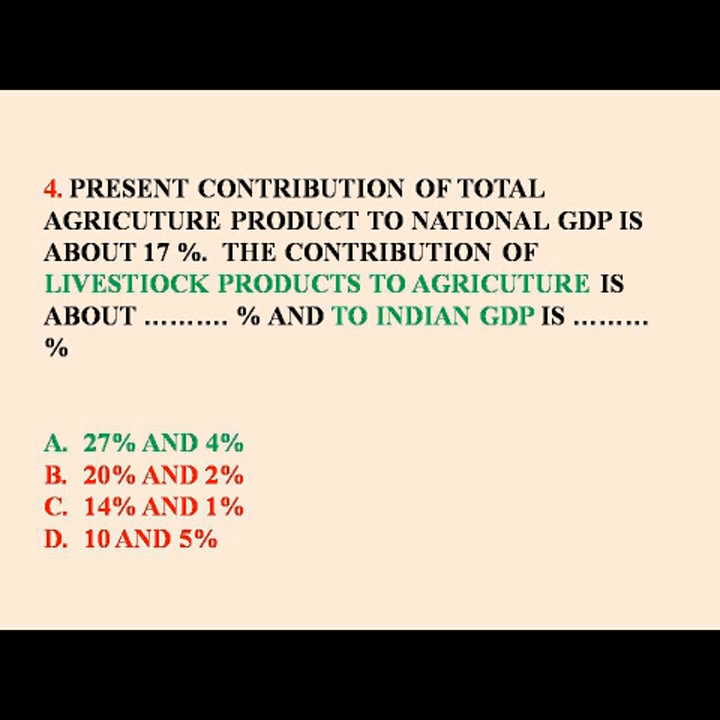 4. PRESENT CONTRIBUTION OF TOTAL
AGRICUTURE PRODUCT TO NATIONAL GDP IS
ABOUT 17 %. THE CONTRIBUTION OF
LIVESTIOCK PRODUCTS TO AGRICUTURE IS
ABOUT .......... % AND TO INDIAN GDP IS .........
%
A. 27% AND 4%
B. 20% AND 2%
C. 14% AND 1%
D. 10 AND 5%